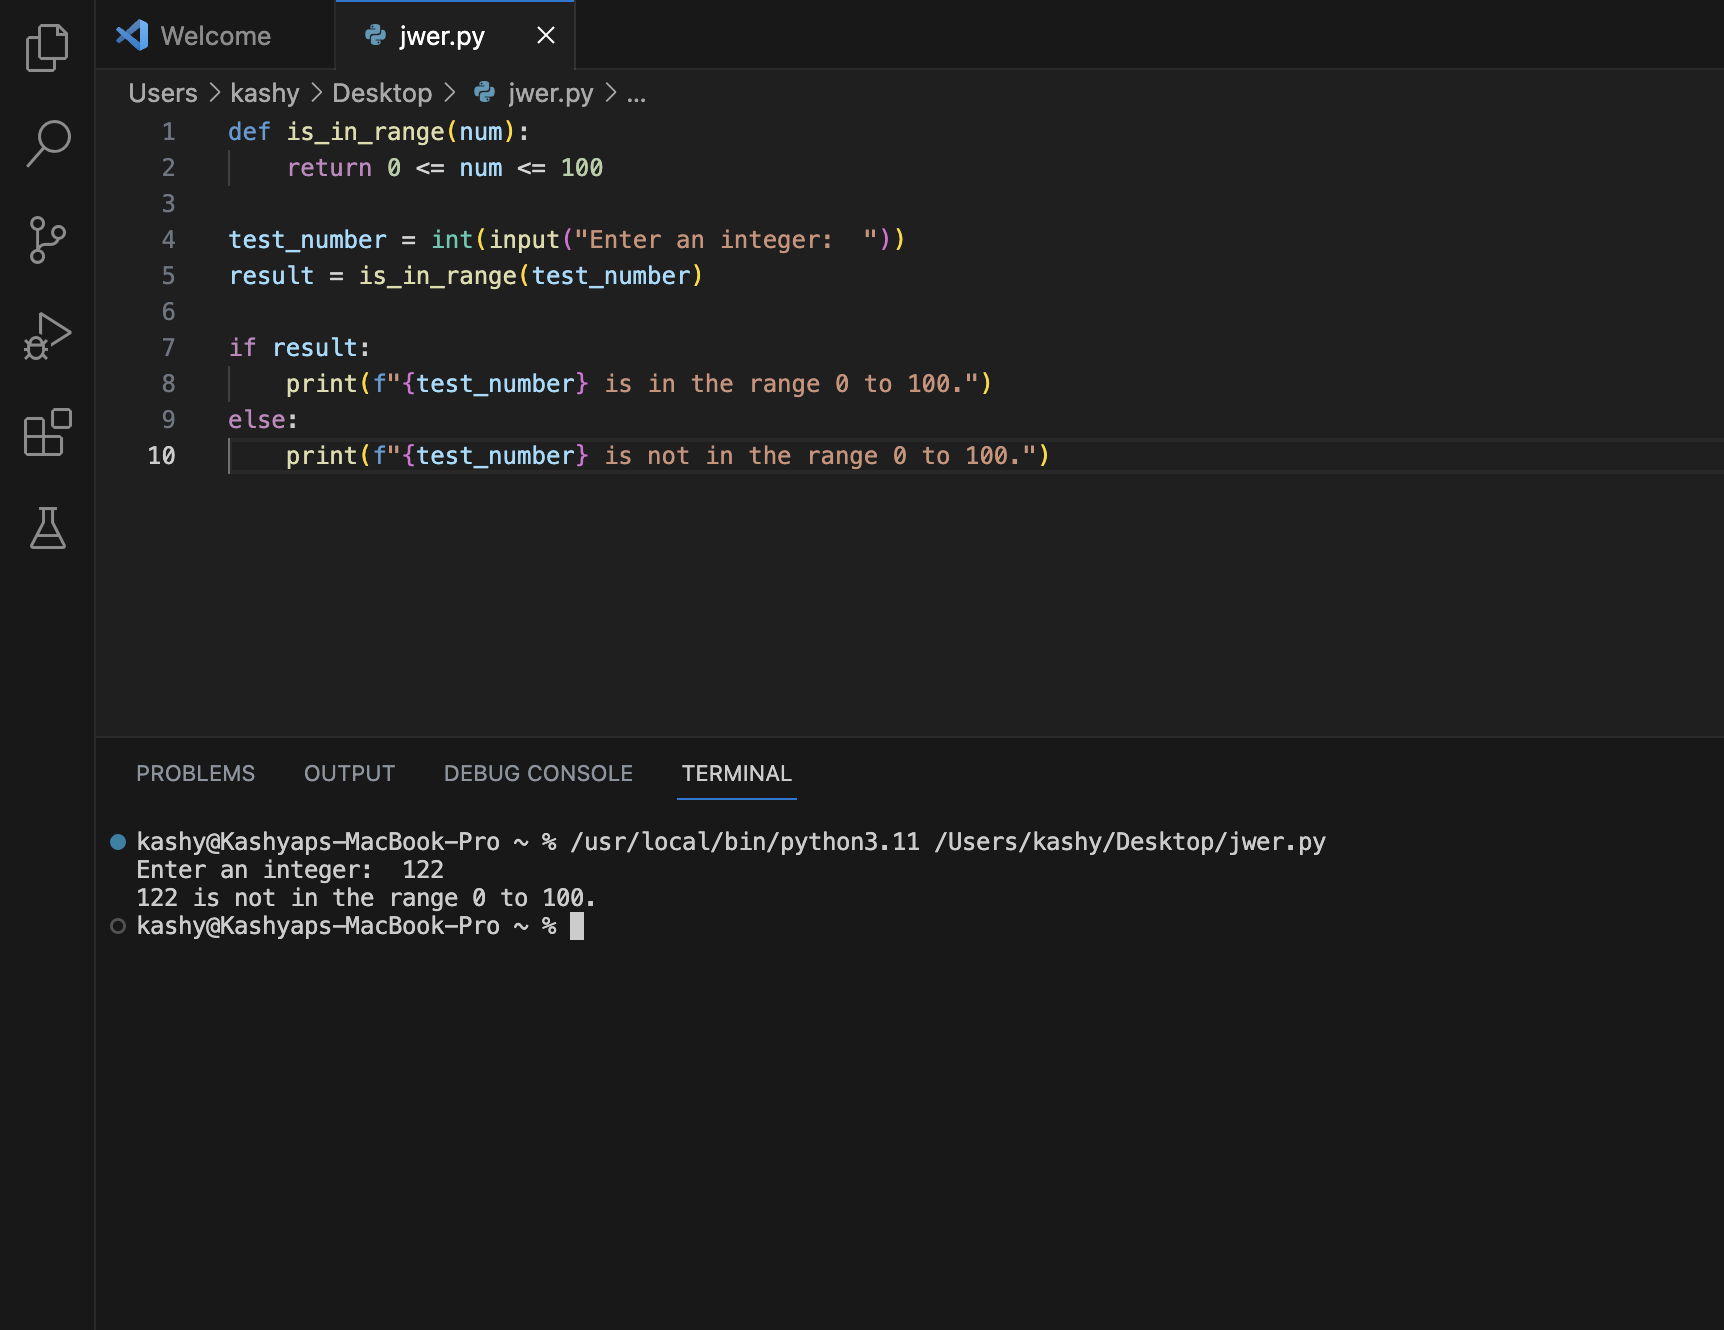 Welcome
jwer.py
Users > kashy > Desktop > jwer.py > ...
1 def is_in_range(num):
2     return 0 <= num <= 100
3
4 test_number = int(input("Enter an integer:  "))
5 result = is_in_range(test_number)
6
7 if result:
8     print(f"{test_number} is in the range 0 to 100.")
9 else:
10     print(f"{test_number} is not in the range 0 to 100.")
PROBLEMS OUTPUT DEBUG CONSOLE TERMINAL
kashy@Kashyaps-MacBook-Pro ~ % /usr/local/bin/python3.11 /Users/kashy/Desktop/jwer.py
Enter an integer:  122
122 is not in the range 0 to 100.
kashy@Kashyaps-MacBook-Pro ~ %